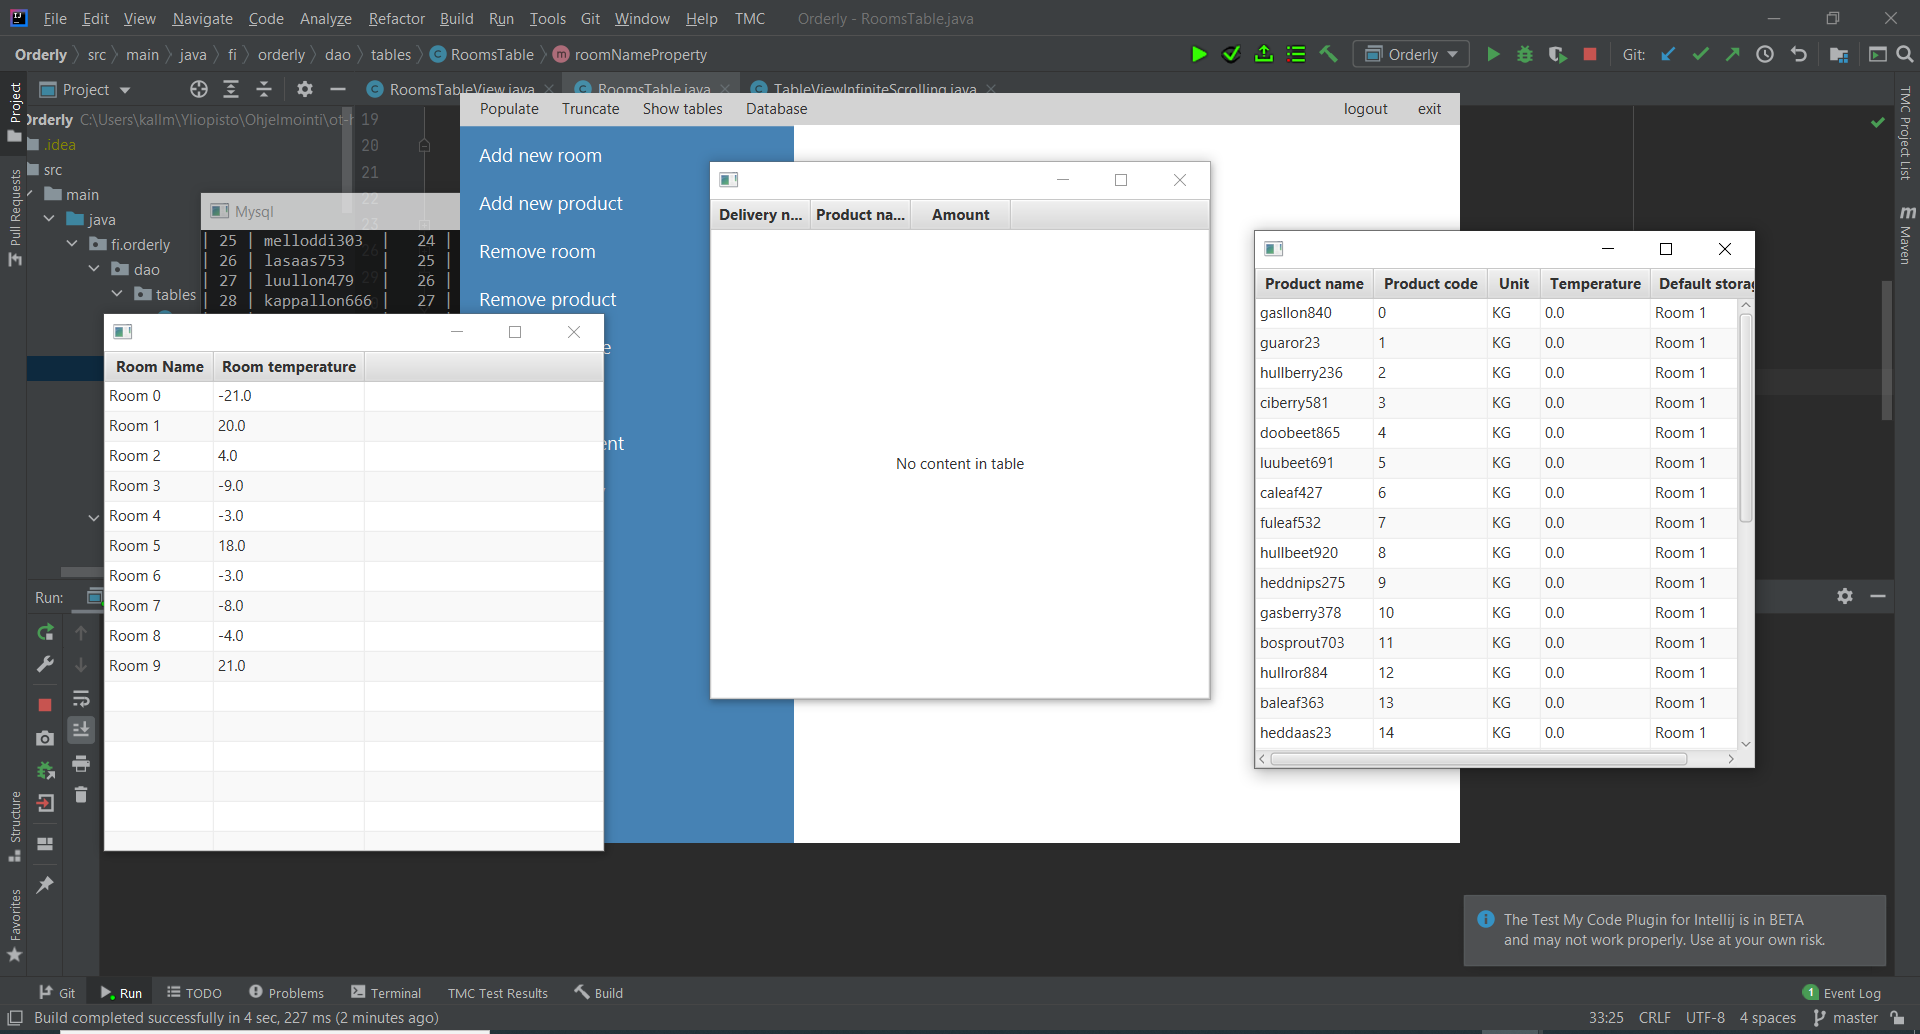 File Edit View Navigate Code Analyze Refactor Build Run Tools Git Window Help TMC Orderly - RoomsTable.java
Orderly src main java fi orderly dao tables RoomsTable roomNameProperty
Orderly Git:
Project RoomsTableView.java RoomsTable.java TableViewInfiniteScrolling.java
Populate Truncate Show tables Database logout exit
Orderly C:\Users\kallm\Yliopisto\Ohjelmointi\ot-h
.idea
src
main
java
fi.orderly
dao
tables
19
20
21
22
23
Mysql
| 25 | melloddi303 | 24 |
| 26 | lasaas753 | 25 |
| 27 | luullon479 | 26 |
| 28 | kappallon666 | 27 |
Add new room
Add new product
Remove room
Remove product
e
ent
Room Name Room temperature
Room 0 -21.0
Room 1 20.0
Room 2 4.0
Room 3 -9.0
Room 4 -3.0
Room 5 18.0
Room 6 -3.0
Room 7 -8.0
Room 8 -4.0
Room 9 21.0
Delivery n... Product na... Amount
No content in table
Product name Product code Unit Temperature Default storag
gasllon840 0 KG 0.0 Room 1
guaror23 1 KG 0.0 Room 1
hullberry236 2 KG 0.0 Room 1
ciberry581 3 KG 0.0 Room 1
doobeet865 4 KG 0.0 Room 1
luubeet691 5 KG 0.0 Room 1
caleaf427 6 KG 0.0 Room 1
fuleaf532 7 KG 0.0 Room 1
hullbeet920 8 KG 0.0 Room 1
heddnips275 9 KG 0.0 Room 1
gasberry378 10 KG 0.0 Room 1
bosprout703 11 KG 0.0 Room 1
hullror884 12 KG 0.0 Room 1
baleaf363 13 KG 0.0 Room 1
heddaas23 14 KG 0.0 Room 1
Project
Pull Requests
Structure
Favorites
TMC Project List
Maven
Run:
The Test My Code Plugin for Intellij is in BETA
and may not work properly. Use at your own risk.
Git Run TODO Problems Terminal TMC Test Results Build 1 Event Log
Build completed successfully in 4 sec, 227 ms (2 minutes ago) 33:25 CRLF UTF-8 4 spaces master